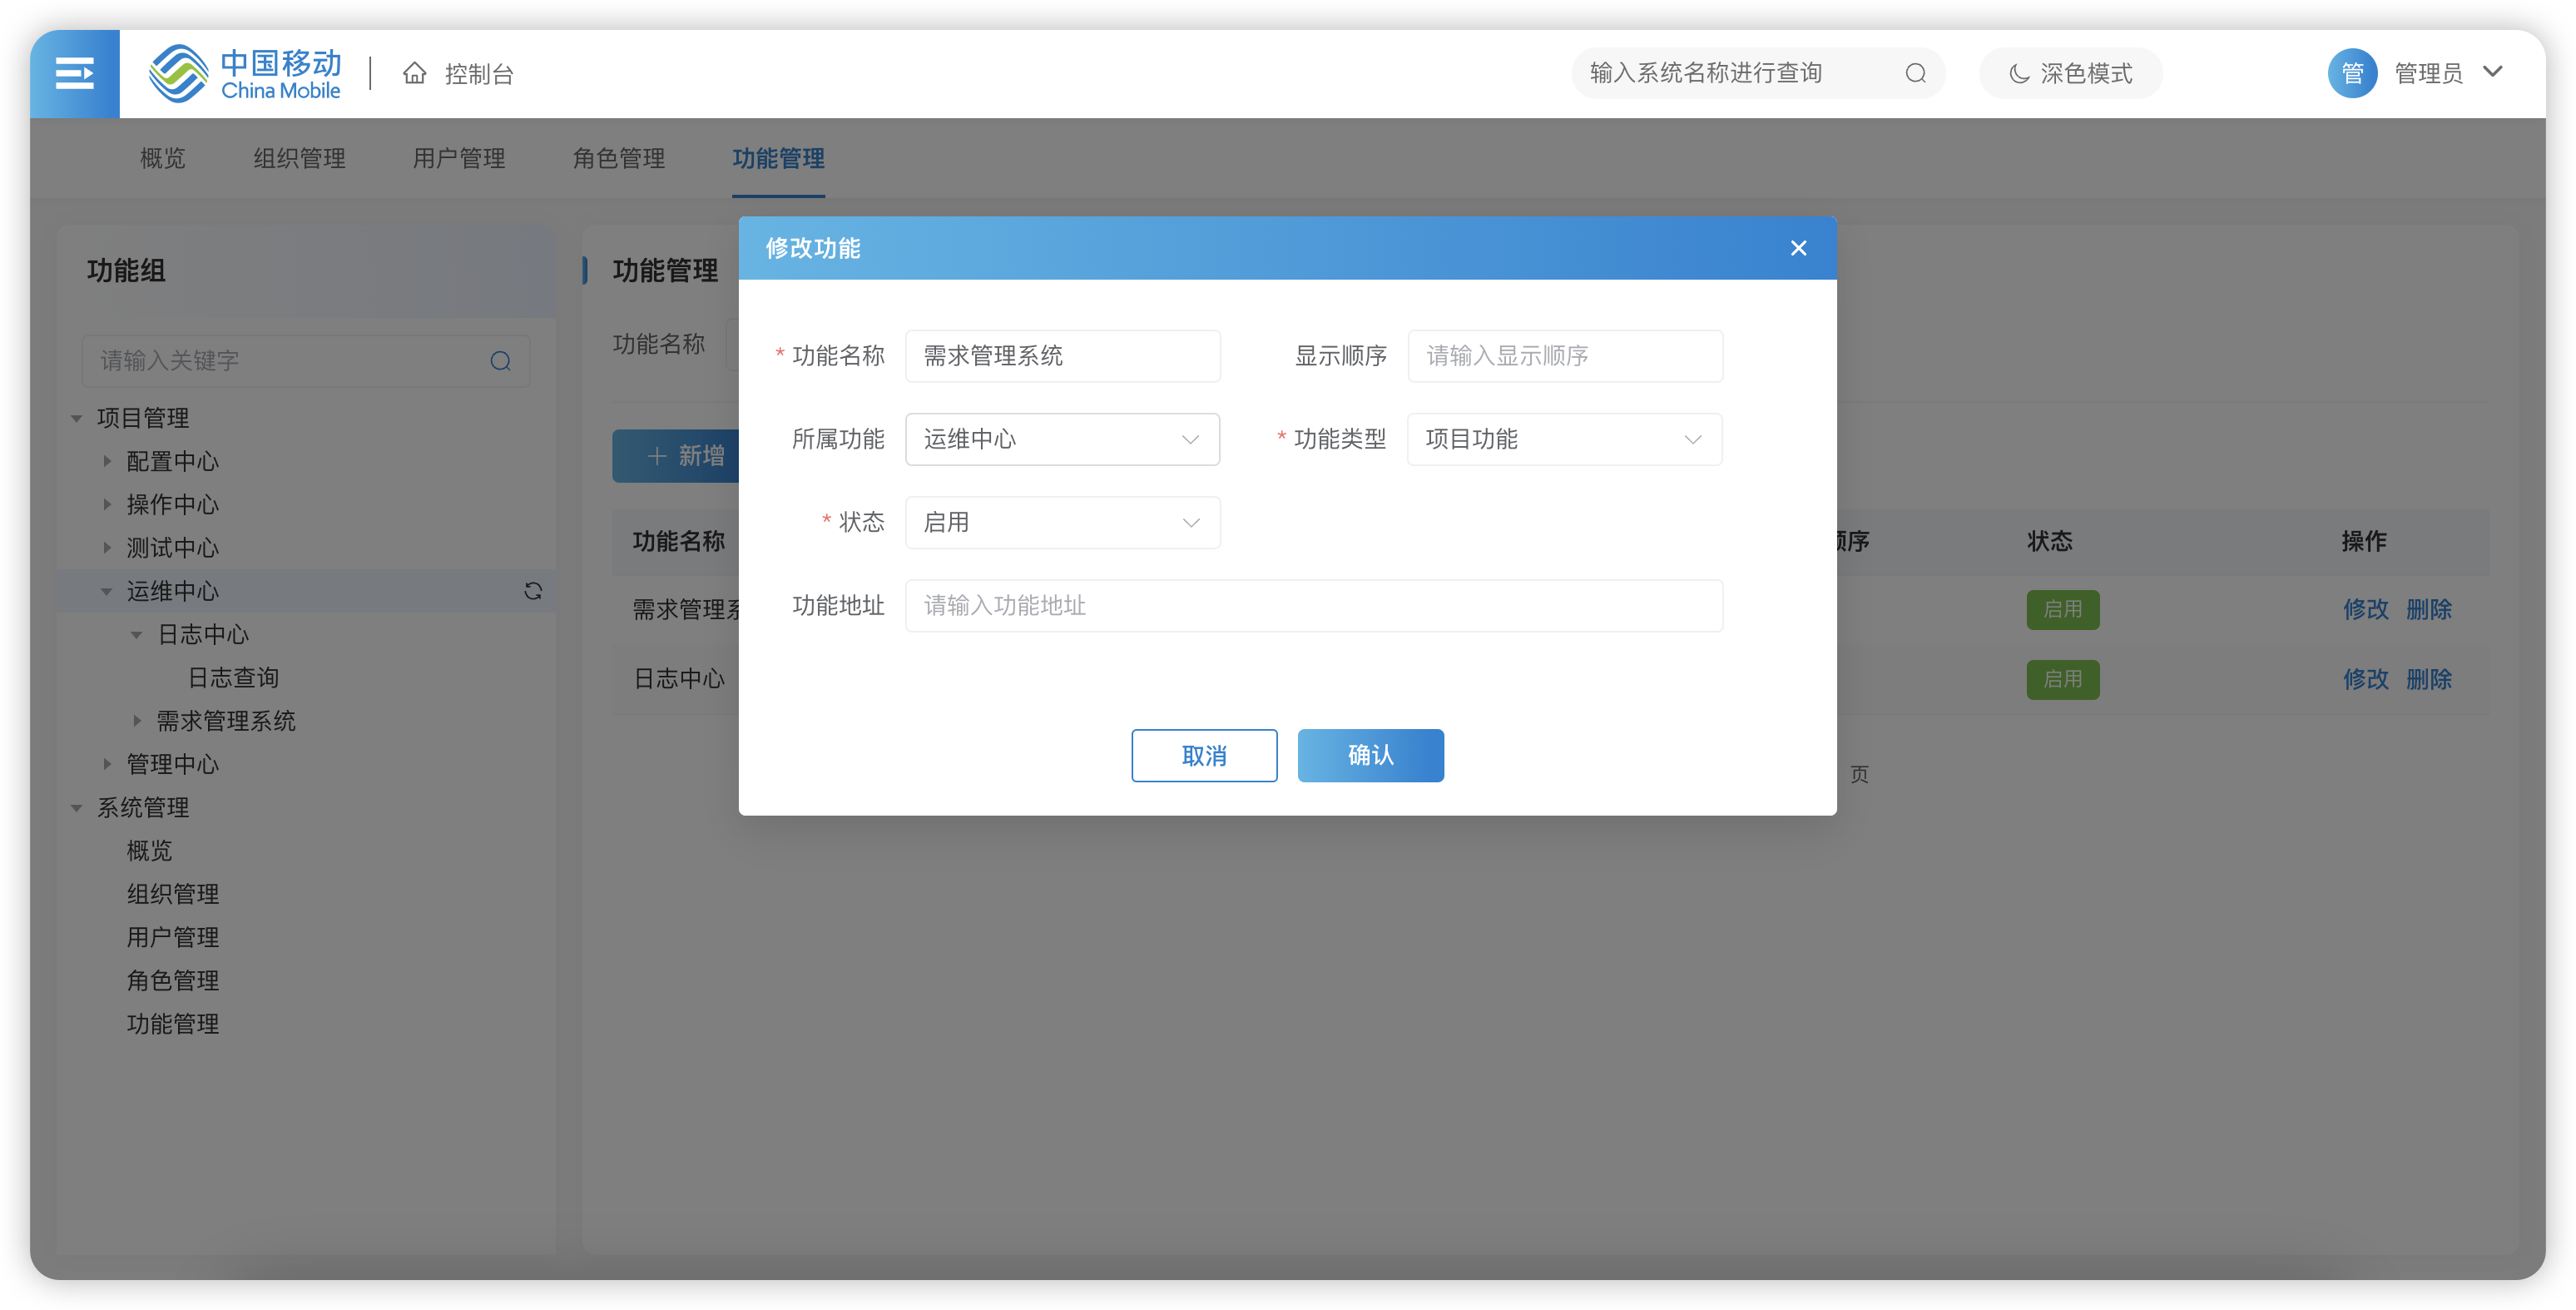 中国移动
China Mobile
控制台
输入系统名称进行查询
深色模式
管
管理员
概览
组织管理
用户管理
角色管理
功能管理
功能组
请输入关键字
项目管理
配置中心
操作中心
测试中心
运维中心
日志中心
日志查询
需求管理系统
管理中心
系统管理
概览
组织管理
用户管理
角色管理
功能管理
功能管理
功能名称
新增
功能名称
顺序
状态
操作
需求管理系
启用
修改 删除
日志中心
启用
修改 删除
页
修改功能
* 功能名称
需求管理系统
显示顺序
请输入显示顺序
所属功能
运维中心
* 功能类型
项目功能
* 状态
启用
功能地址
请输入功能地址
取消
确认